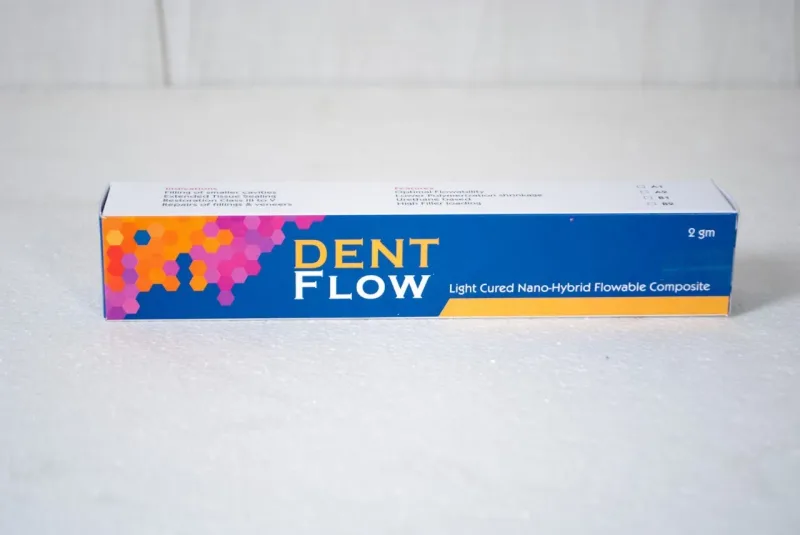 Indications
Filling of smaller cavities
Extended Tissue Sealing
Restoration Class III to V
Repairs of fillings & veneers
Features
Optimal Flowability
Lower Polymerization shrinkage
Urethane based
High Filler loading
A1
A2
B1
B2
2 gm
DENT
FLOW
Light Cured Nano-Hybrid Flowable Composite